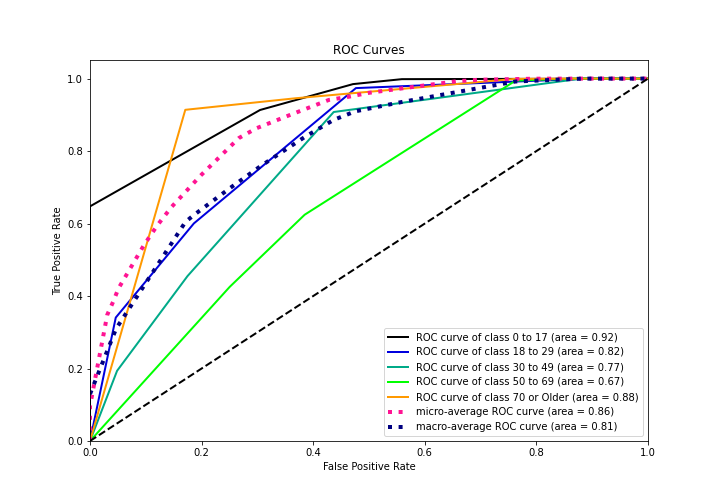 ROC Curves
True Positive Rate
1.0
0.8
0.6
0.4
0.2
0.0
0.0 0.2 0.4 0.6 0.8 1.0
False Positive Rate
ROC curve of class 0 to 17 (area = 0.92)
ROC curve of class 18 to 29 (area = 0.82)
ROC curve of class 30 to 49 (area = 0.77)
ROC curve of class 50 to 69 (area = 0.67)
ROC curve of class 70 or Older (area = 0.88)
micro-average ROC curve (area = 0.86)
macro-average ROC curve (area = 0.81)